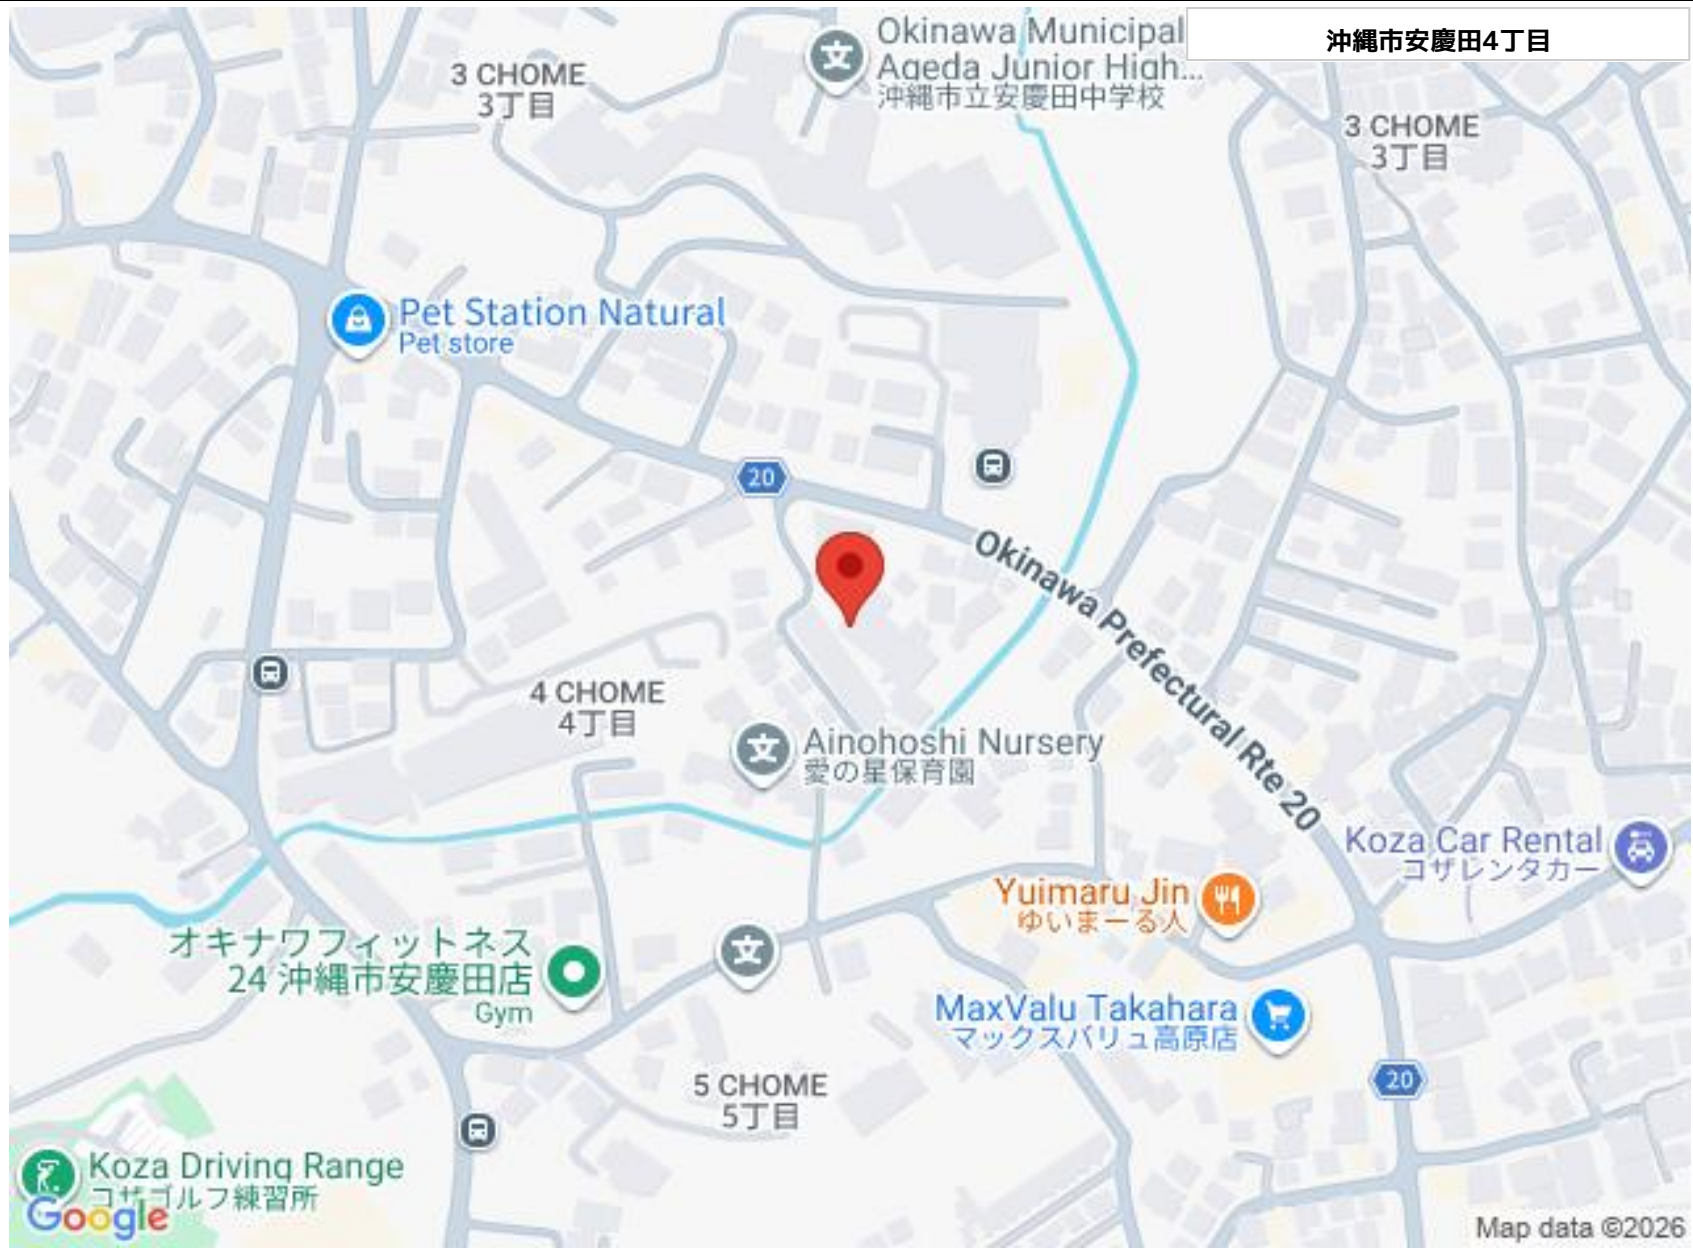 Okinawa Municipal
Ageda Junior High...
沖縄市立安慶田中学校
沖縄市安慶田4丁目
3 CHOME
3丁目
3 CHOME
3丁目
Pet Station Natural
Pet store
20
Okinawa Prefectural Rte 20
4 CHOME
4丁目
Ainohoshi Nursery
愛の星保育園
Koza Car Rental
コザレンタカー
Yuimaru Jin
ゆいまーる人
オキナワフィットネス
24 沖縄市安慶田店
Gym
MaxValu Takahara
マックスバリュ高原店
20
5 CHOME
5丁目
Koza Driving Range
コザゴルフ練習所
Google
Map data ©2026